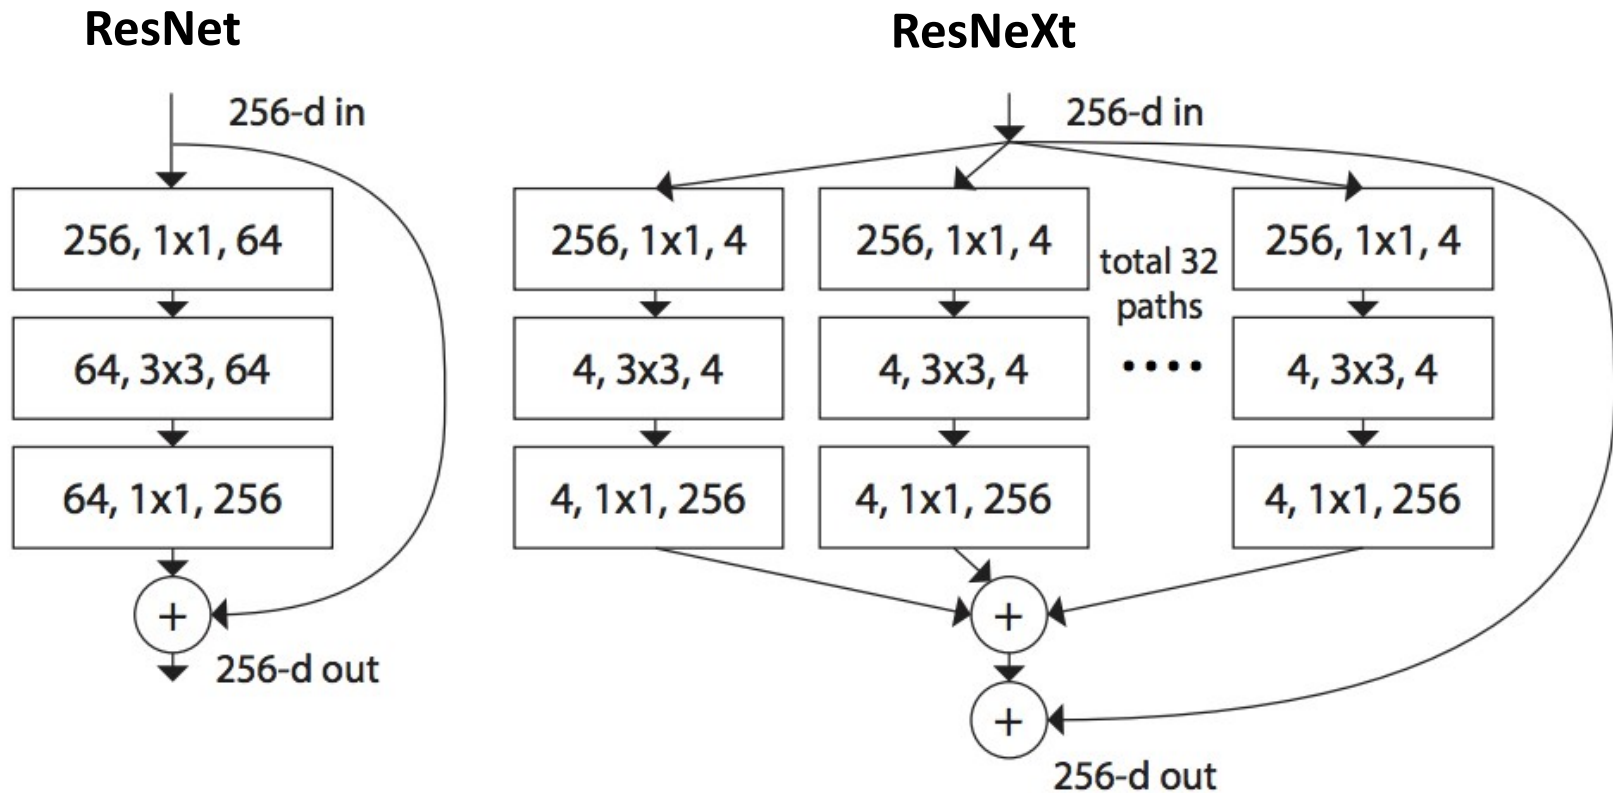 ResNet
256-d in
256, 1x1, 64
64, 3x3, 64
64, 1x1, 256
+
256-d out
ResNeXt
256-d in
256, 1x1, 4
4, 3x3, 4
4, 1x1, 256
256, 1x1, 4
4, 3x3, 4
4, 1x1, 256
total 32
paths
....
256, 1x1, 4
4, 3x3, 4
4, 1x1, 256
+
+
256-d out